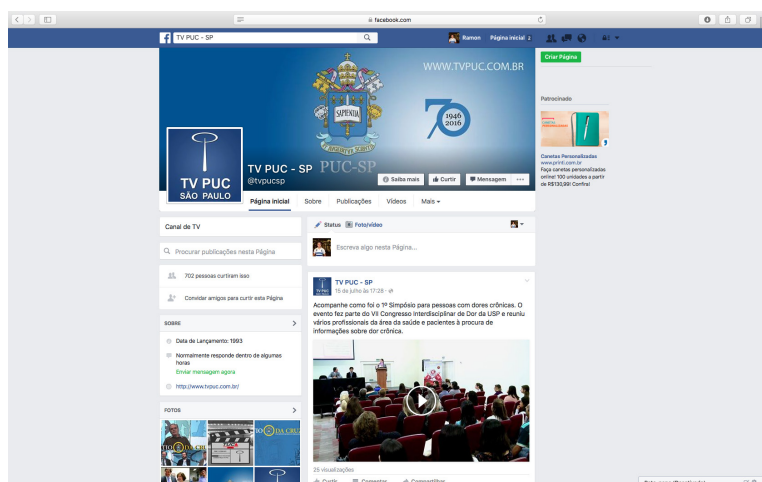 facebook.com
TV PUC - SP
Ramon
Página inicial 2
WWW.TVPUC.COM.BR
SAPIENTIA
ET AUGEBITUR SCIENTIA
PUC-SP
70
1946
2016
TV PUC
SÃO PAULO
TV PUC - SP
@tvpucsp
Saiba mais
Curtir
Mensagem
Página inicial
Sobre
Publicações
Vídeos
Mais
Criar Página
Patrocinado
Canetas Personalizadas
www.printi.com.br
Faça canetas personalizadas
online! 100 unidades a partir
de R$130,99! Confira!
Canal de TV
Procurar publicações nesta Página
702 pessoas curtiram isso
Convidar amigos para curtir esta Página
SOBRE
Data de Lançamento: 1993
Normalmente responde dentro de algumas
horas
Enviar mensagem agora
http://www.tvpuc.com.br/
FOTOS
Status
Foto/vídeo
Escreva algo nesta Página...
TV PUC - SP
15 de julho às 17:28
Acompanhe como foi o 1º Simpósio para pessoas com dores crônicas. O
evento fez parte do VII Congresso Interdisciplinar de Dor da USP e reuniu
vários profissionais da área da saúde e pacientes à procura de
informações sobre dor crônica.
25 visualizações
Curtir
Comentar
Compartilhar